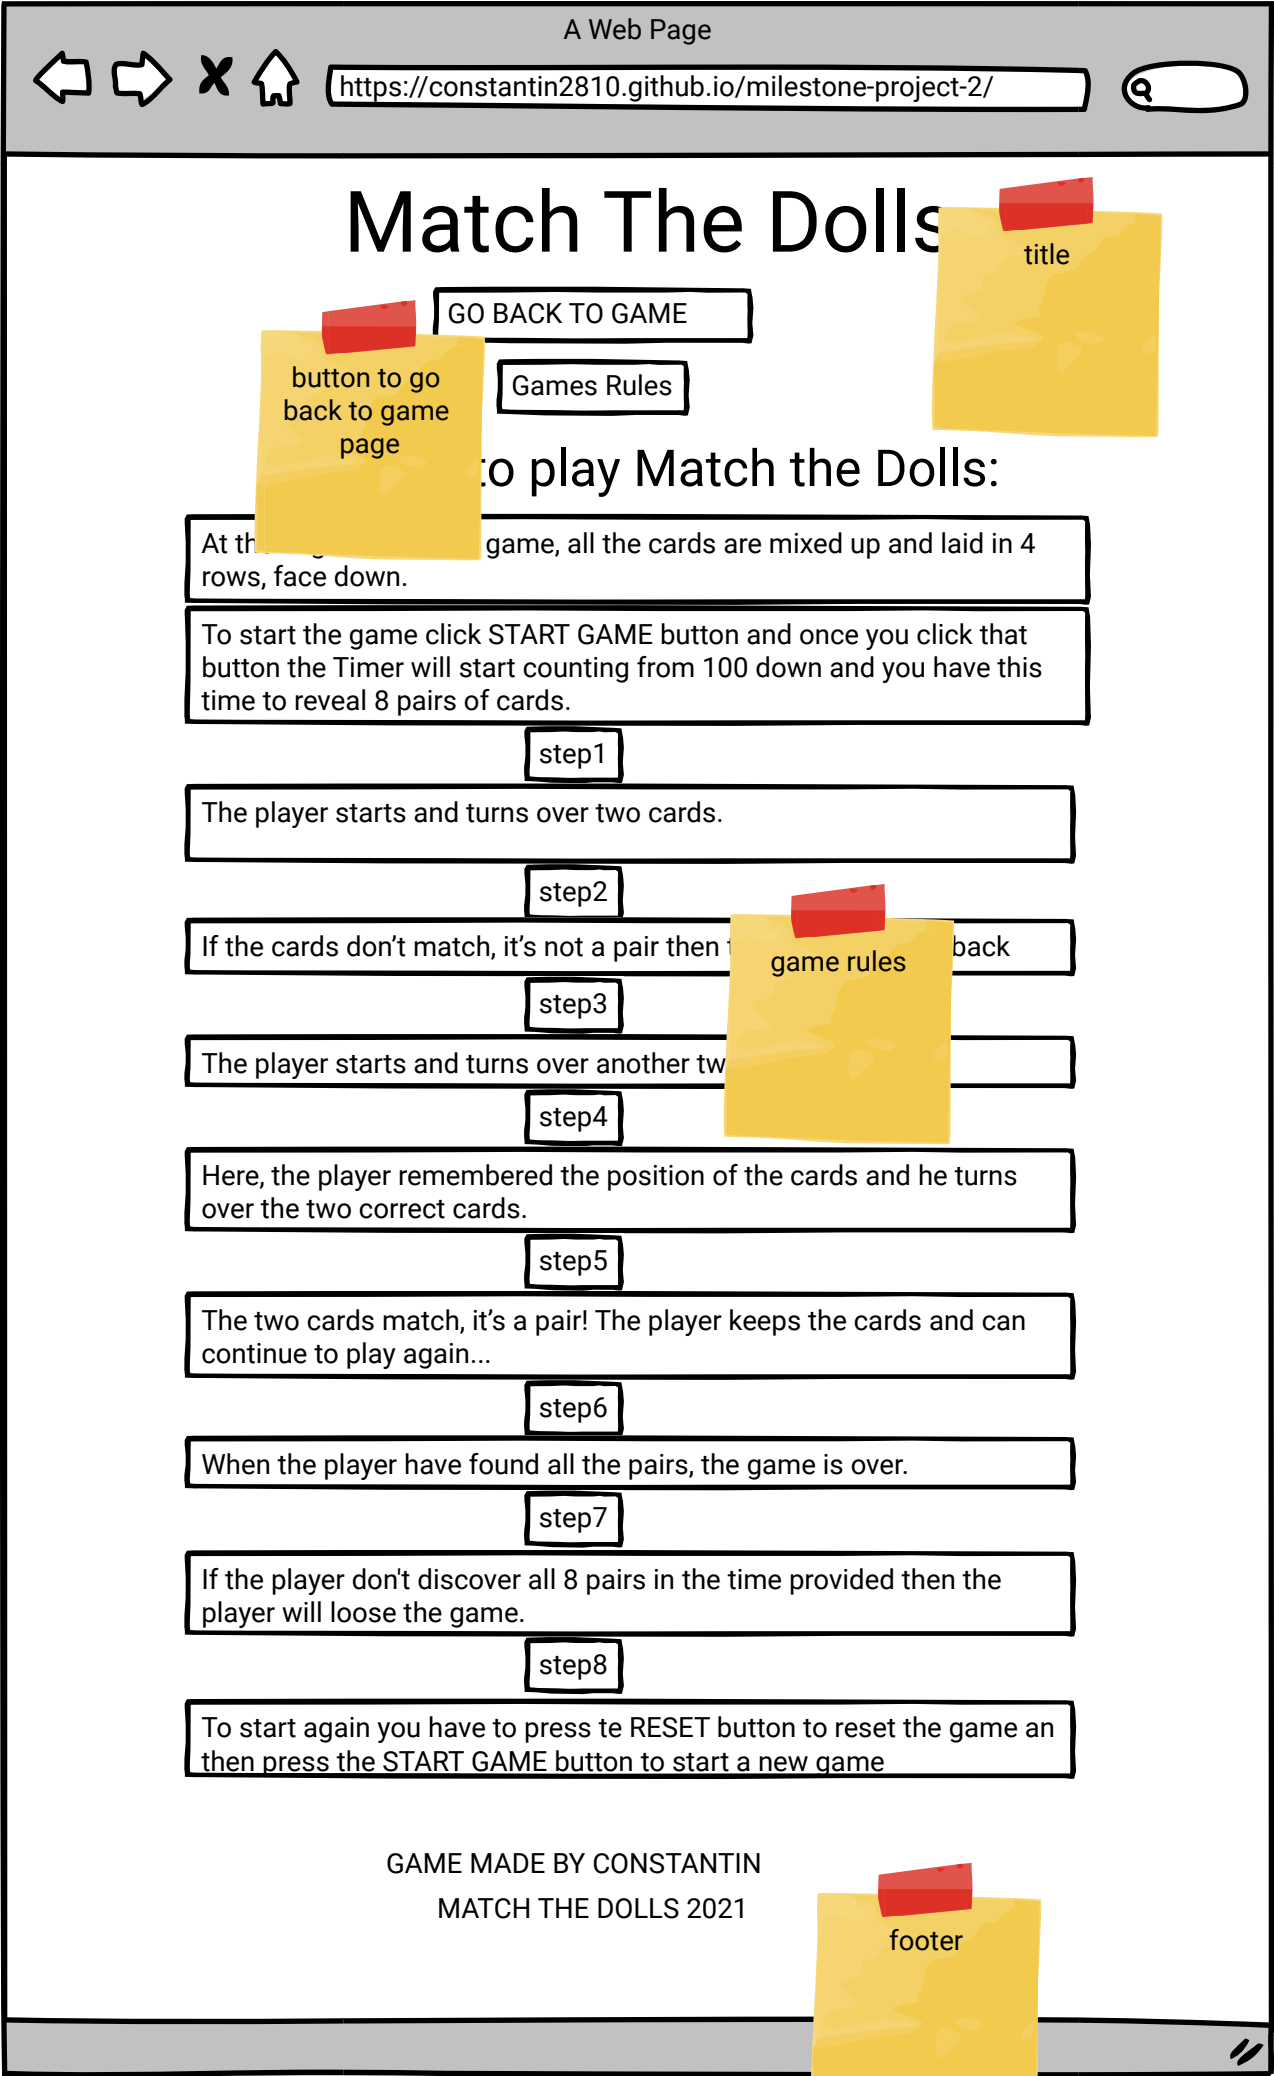 A Web Page
https://constantin2810.github.io/milestone-project-2/
Match The Dolls
title
GO BACK TO GAME
button to go
back to game
page
Games Rules
to play Match the Dolls:
At game, all the cards are mixed up and laid in 4
rows, face down.
To start the game click START GAME button and once you click that
button the Timer will start counting from 100 down and you have this
time to reveal 8 pairs of cards.
step1
The player starts and turns over two cards.
step2
If the cards don’t match, it’s not a pair then back
game rules
step3
The player starts and turns over another
step4
Here, the player remembered the position of the cards and he turns
over the two correct cards.
step5
The two cards match, it’s a pair! The player keeps the cards and can
continue to play again...
step6
When the player have found all the pairs, the game is over.
step7
If the player don't discover all 8 pairs in the time provided then the
player will loose the game.
step8
To start again you have to press te RESET button to reset the game an
then press the START GAME button to start a new game
GAME MADE BY CONSTANTIN
MATCH THE DOLLS 2021
footer